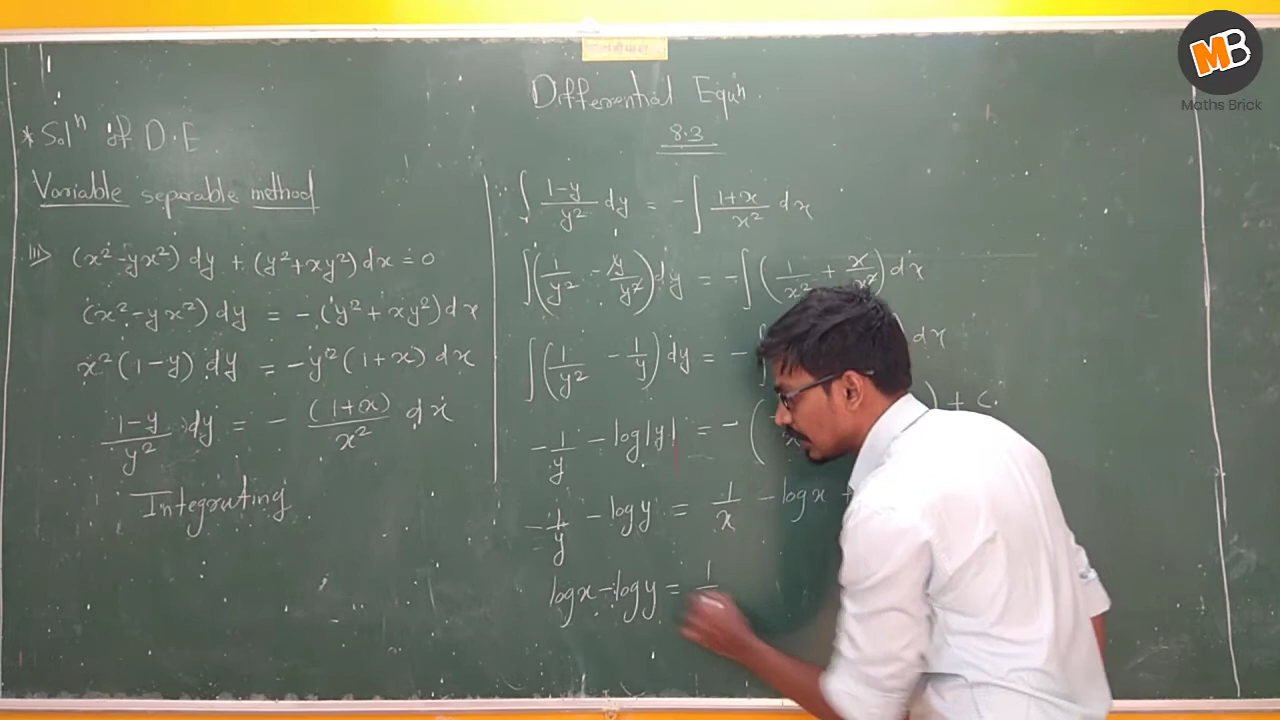 MB
Maths Brick
Differential Equⁿ.
8.3
* Solⁿ of D.E
Variable separable method
iii) (x²-yx²) dy + (y²+xy²) dx = 0
(x²-yx²) dy = - (y²+xy²) dx
x²(1-y) dy = -y²(1+x) dx
(1-y)/y² dy = - (1+x)/x² dx
Integrating
∫ (1-y)/y² dy = -∫ (1+x)/x² dx
∫(1/y² - y/y²) dy = -∫(1/x² + x/x²) dx
∫(1/y² - 1/y) dy = -∫ dx
-1/y - log|y| = -( ) + c
-1/y - log y = 1/x - log x +
log x - log y = 1